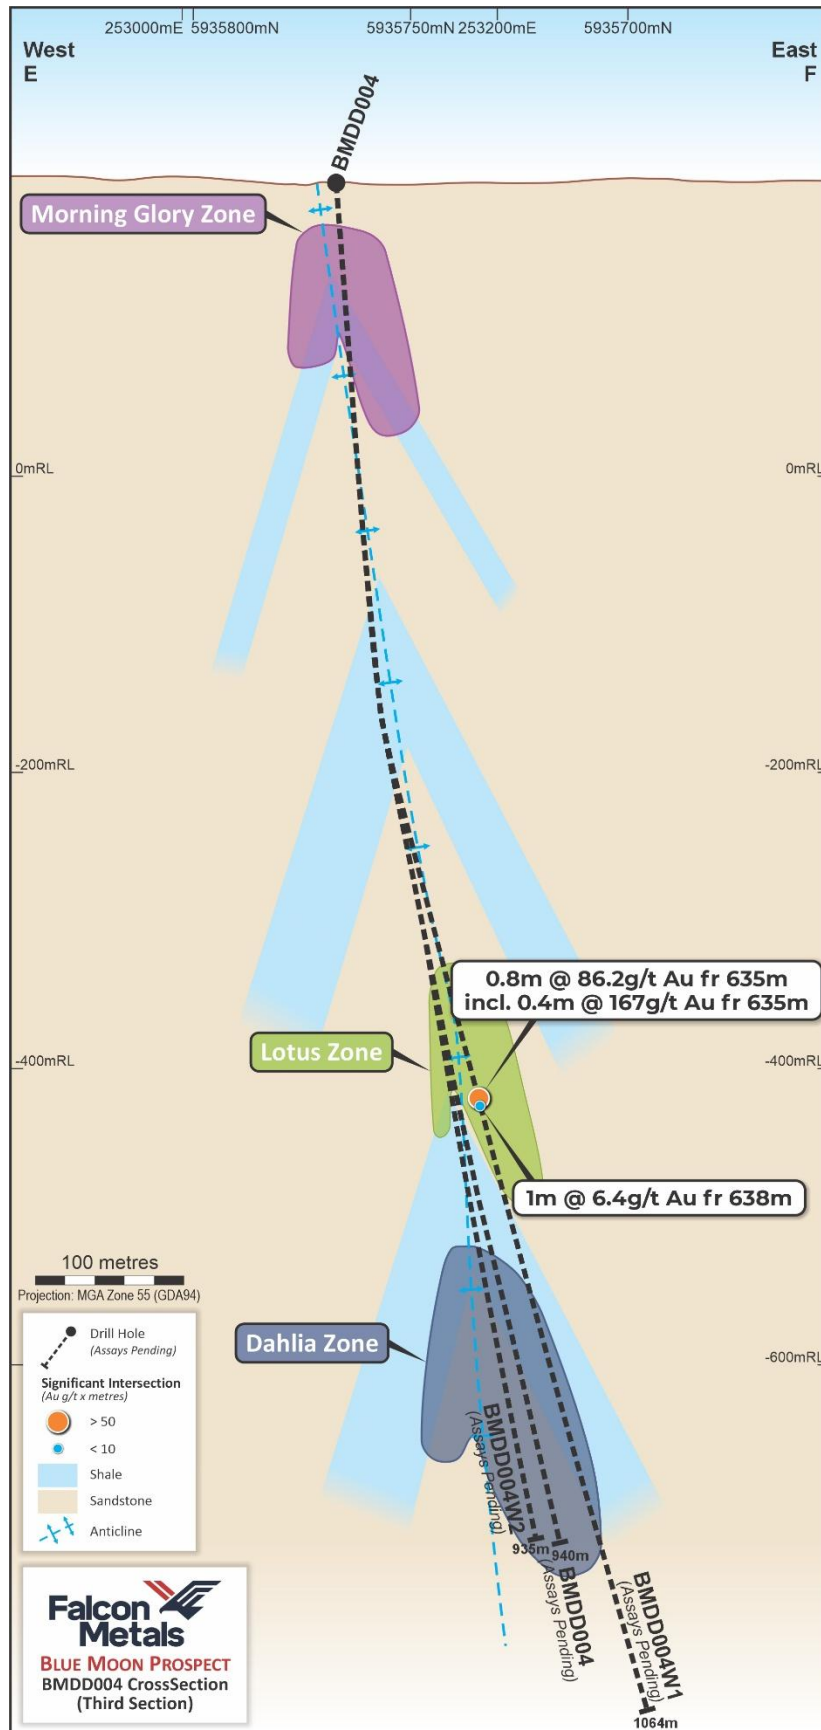 253000mE
5935800mN
5935750mN
253200mE
5935700mN
West
E
East
F
BMDD004
Morning Glory Zone
0mRL
0mRL
-200mRL
-200mRL
0.8m @ 86.2g/t Au fr 635m
incl. 0.4m @ 167g/t Au fr 635m
Lotus Zone
-400mRL
-400mRL
1m @ 6.4g/t Au fr 638m
100 metres
Projection: MGA Zone 55 (GDA94)
Dahlia Zone
-600mRL
Drill Hole
(Assays Pending)
Significant Intersection
(Au g/t x metres)
> 50
< 10
Shale
Sandstone
Anticline
BMDD004W2
(Assays Pending)
935m
940m
BMDD004
(Assays Pending)
BMDD004W1
(Assays Pending)
1064m
Falcon
Metals
BLUE MOON PROSPECT
BMDD004 CrossSection
(Third Section)